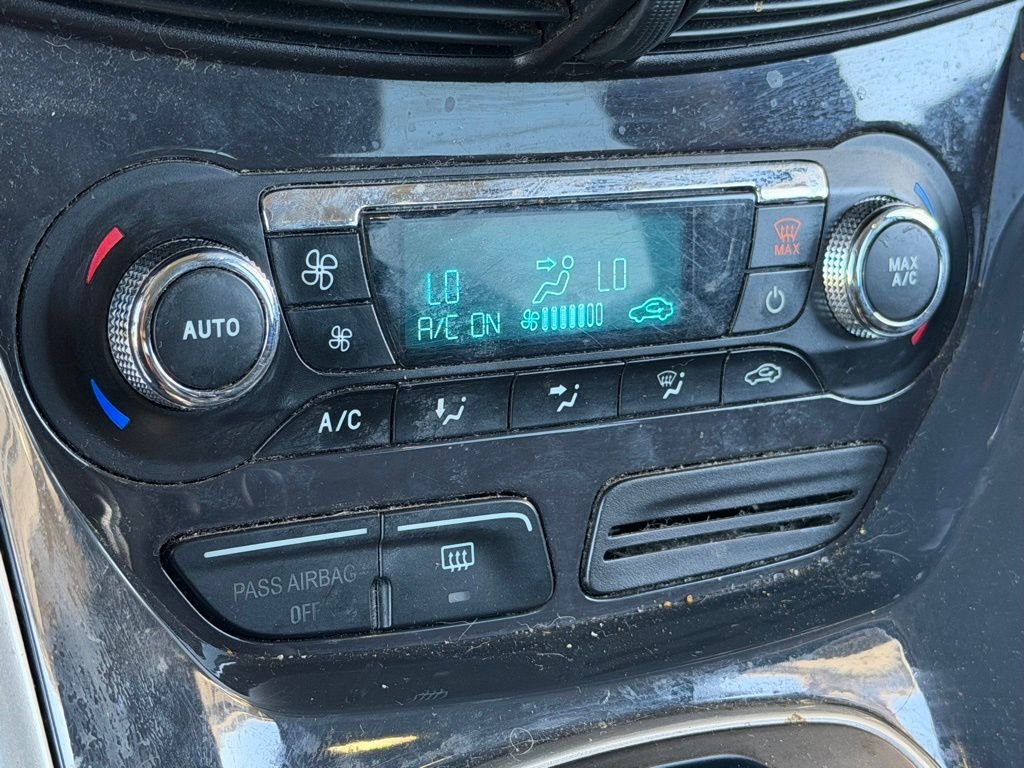 MAX
LO
LO
A/C ON
AUTO
MAX
A/C
A/C
PASS AIRBAG
OFF